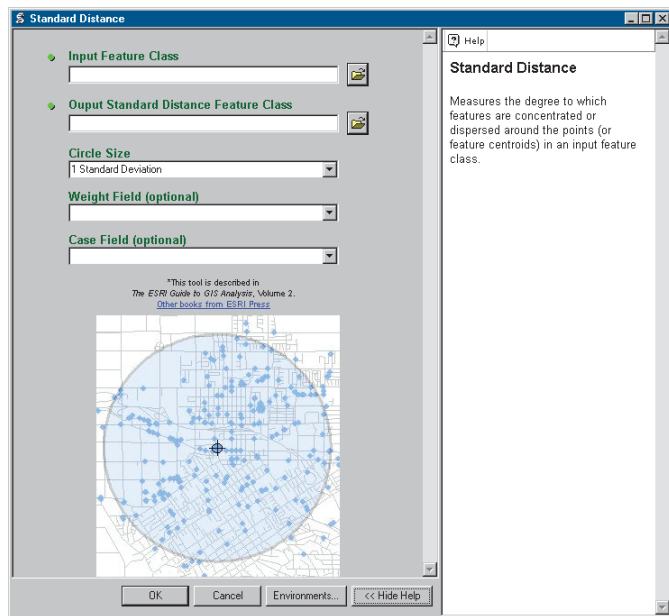 Standard Distance
Input Feature Class
Ouput Standard Distance Feature Class
Circle Size
1 Standard Deviation
Weight Field (optional)
Case Field (optional)
*This tool is described in
The ESRI Guide to GIS Analysis, Volume 2.
Other books from ESRI Press
OK
Cancel
Environments...
<< Hide Help
Help
Standard Distance
Measures the degree to which
features are concentrated or
dispersed around the points (or
feature centroids) in an input feature
class.